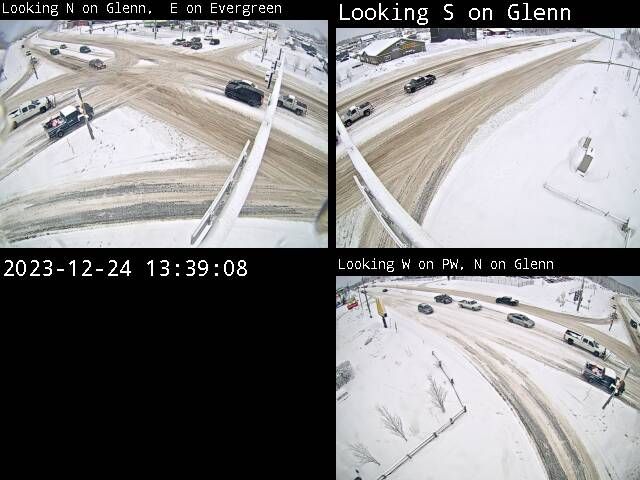 Looking N on Glenn,  E on Evergreen
Looking S on Glenn
2023-12-24 13:39:08
Looking W on PW, N on Glenn